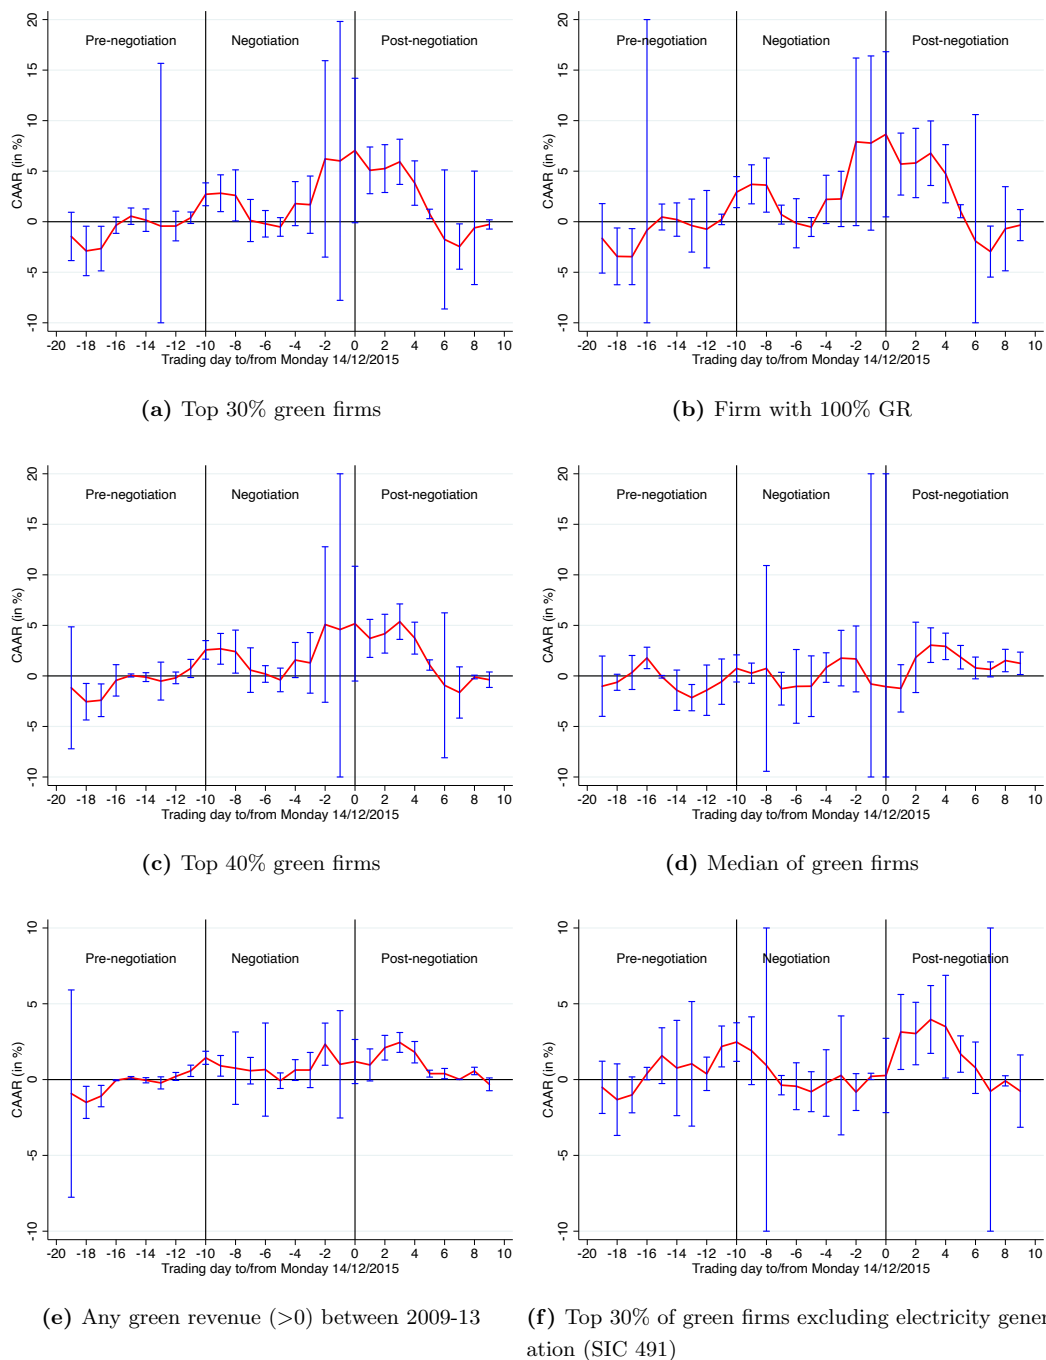 20
15
10
5
0
-5
-10
CAAR (in %)
Pre-negotiation Negotiation Post-negotiation
-20 -18 -16 -14 -12 -10 -8 -6 -4 -2 0 2 4 6 8 10
Trading day to/from Monday 14/12/2015
(a) Top 30% green firms
20
15
10
5
0
-5
-10
CAAR (in %)
Pre-negotiation Negotiation Post-negotiation
-20 -18 -16 -14 -12 -10 -8 -6 -4 -2 0 2 4 6 8 10
Trading day to/from Monday 14/12/2015
(b) Firm with 100% GR
20
15
10
5
0
-5
-10
CAAR (in %)
Pre-negotiation Negotiation Post-negotiation
-20 -18 -16 -14 -12 -10 -8 -6 -4 -2 0 2 4 6 8 10
Trading day to/from Monday 14/12/2015
(c) Top 40% green firms
20
15
10
5
0
-5
-10
CAAR (in %)
Pre-negotiation Negotiation Post-negotiation
-20 -18 -16 -14 -12 -10 -8 -6 -4 -2 0 2 4 6 8 10
Trading day to/from Monday 14/12/2015
(d) Median of green firms
10
5
0
-5
-10
CAAR (in %)
Pre-negotiation Negotiation Post-negotiation
-20 -18 -16 -14 -12 -10 -8 -6 -4 -2 0 2 4 6 8 10
Trading day to/from Monday 14/12/2015
(e) Any green revenue (>0) between 2009-13
10
5
0
-5
-10
CAAR (in %)
Pre-negotiation Negotiation Post-negotiation
-20 -18 -16 -14 -12 -10 -8 -6 -4 -2 0 2 4 6 8 10
Trading day to/from Monday 14/12/2015
(f) Top 30% of green firms excluding electricity gener
ation (SIC 491)